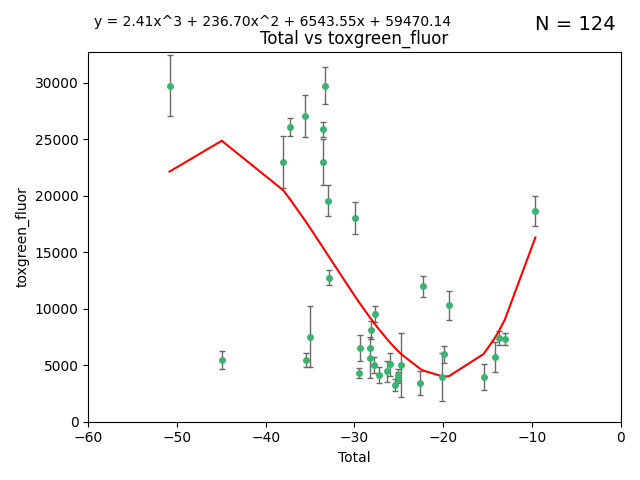 y = 2.41x^3 + 236.70x^2 + 6543.55x + 59470.14
N = 124
Total vs toxgreen_fluor
30000
25000
20000
15000
10000
5000
0
toxgreen_fluor
−60
−50
−40
−30
−20
−10
0
Total